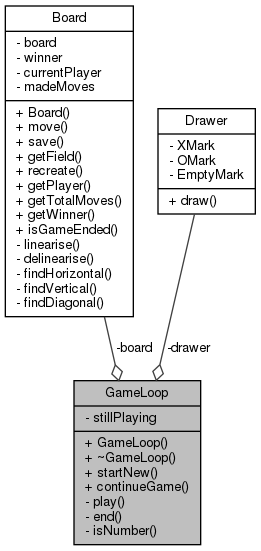 Board
- board
- winner
- currentPlayer
- madeMoves
+ Board()
+ move()
+ save()
+ getField()
+ recreate()
+ getPlayer()
+ getTotalMoves()
+ getWinner()
+ isGameEnded()
- linearise()
- delinearise()
- findHorizontal()
- findVertical()
- findDiagonal()
Drawer
- XMark
- OMark
- EmptyMark
+ draw()
-board
-drawer
GameLoop
- stillPlaying
+ GameLoop()
+ ~GameLoop()
+ startNew()
+ continueGame()
- play()
- end()
- isNumber()